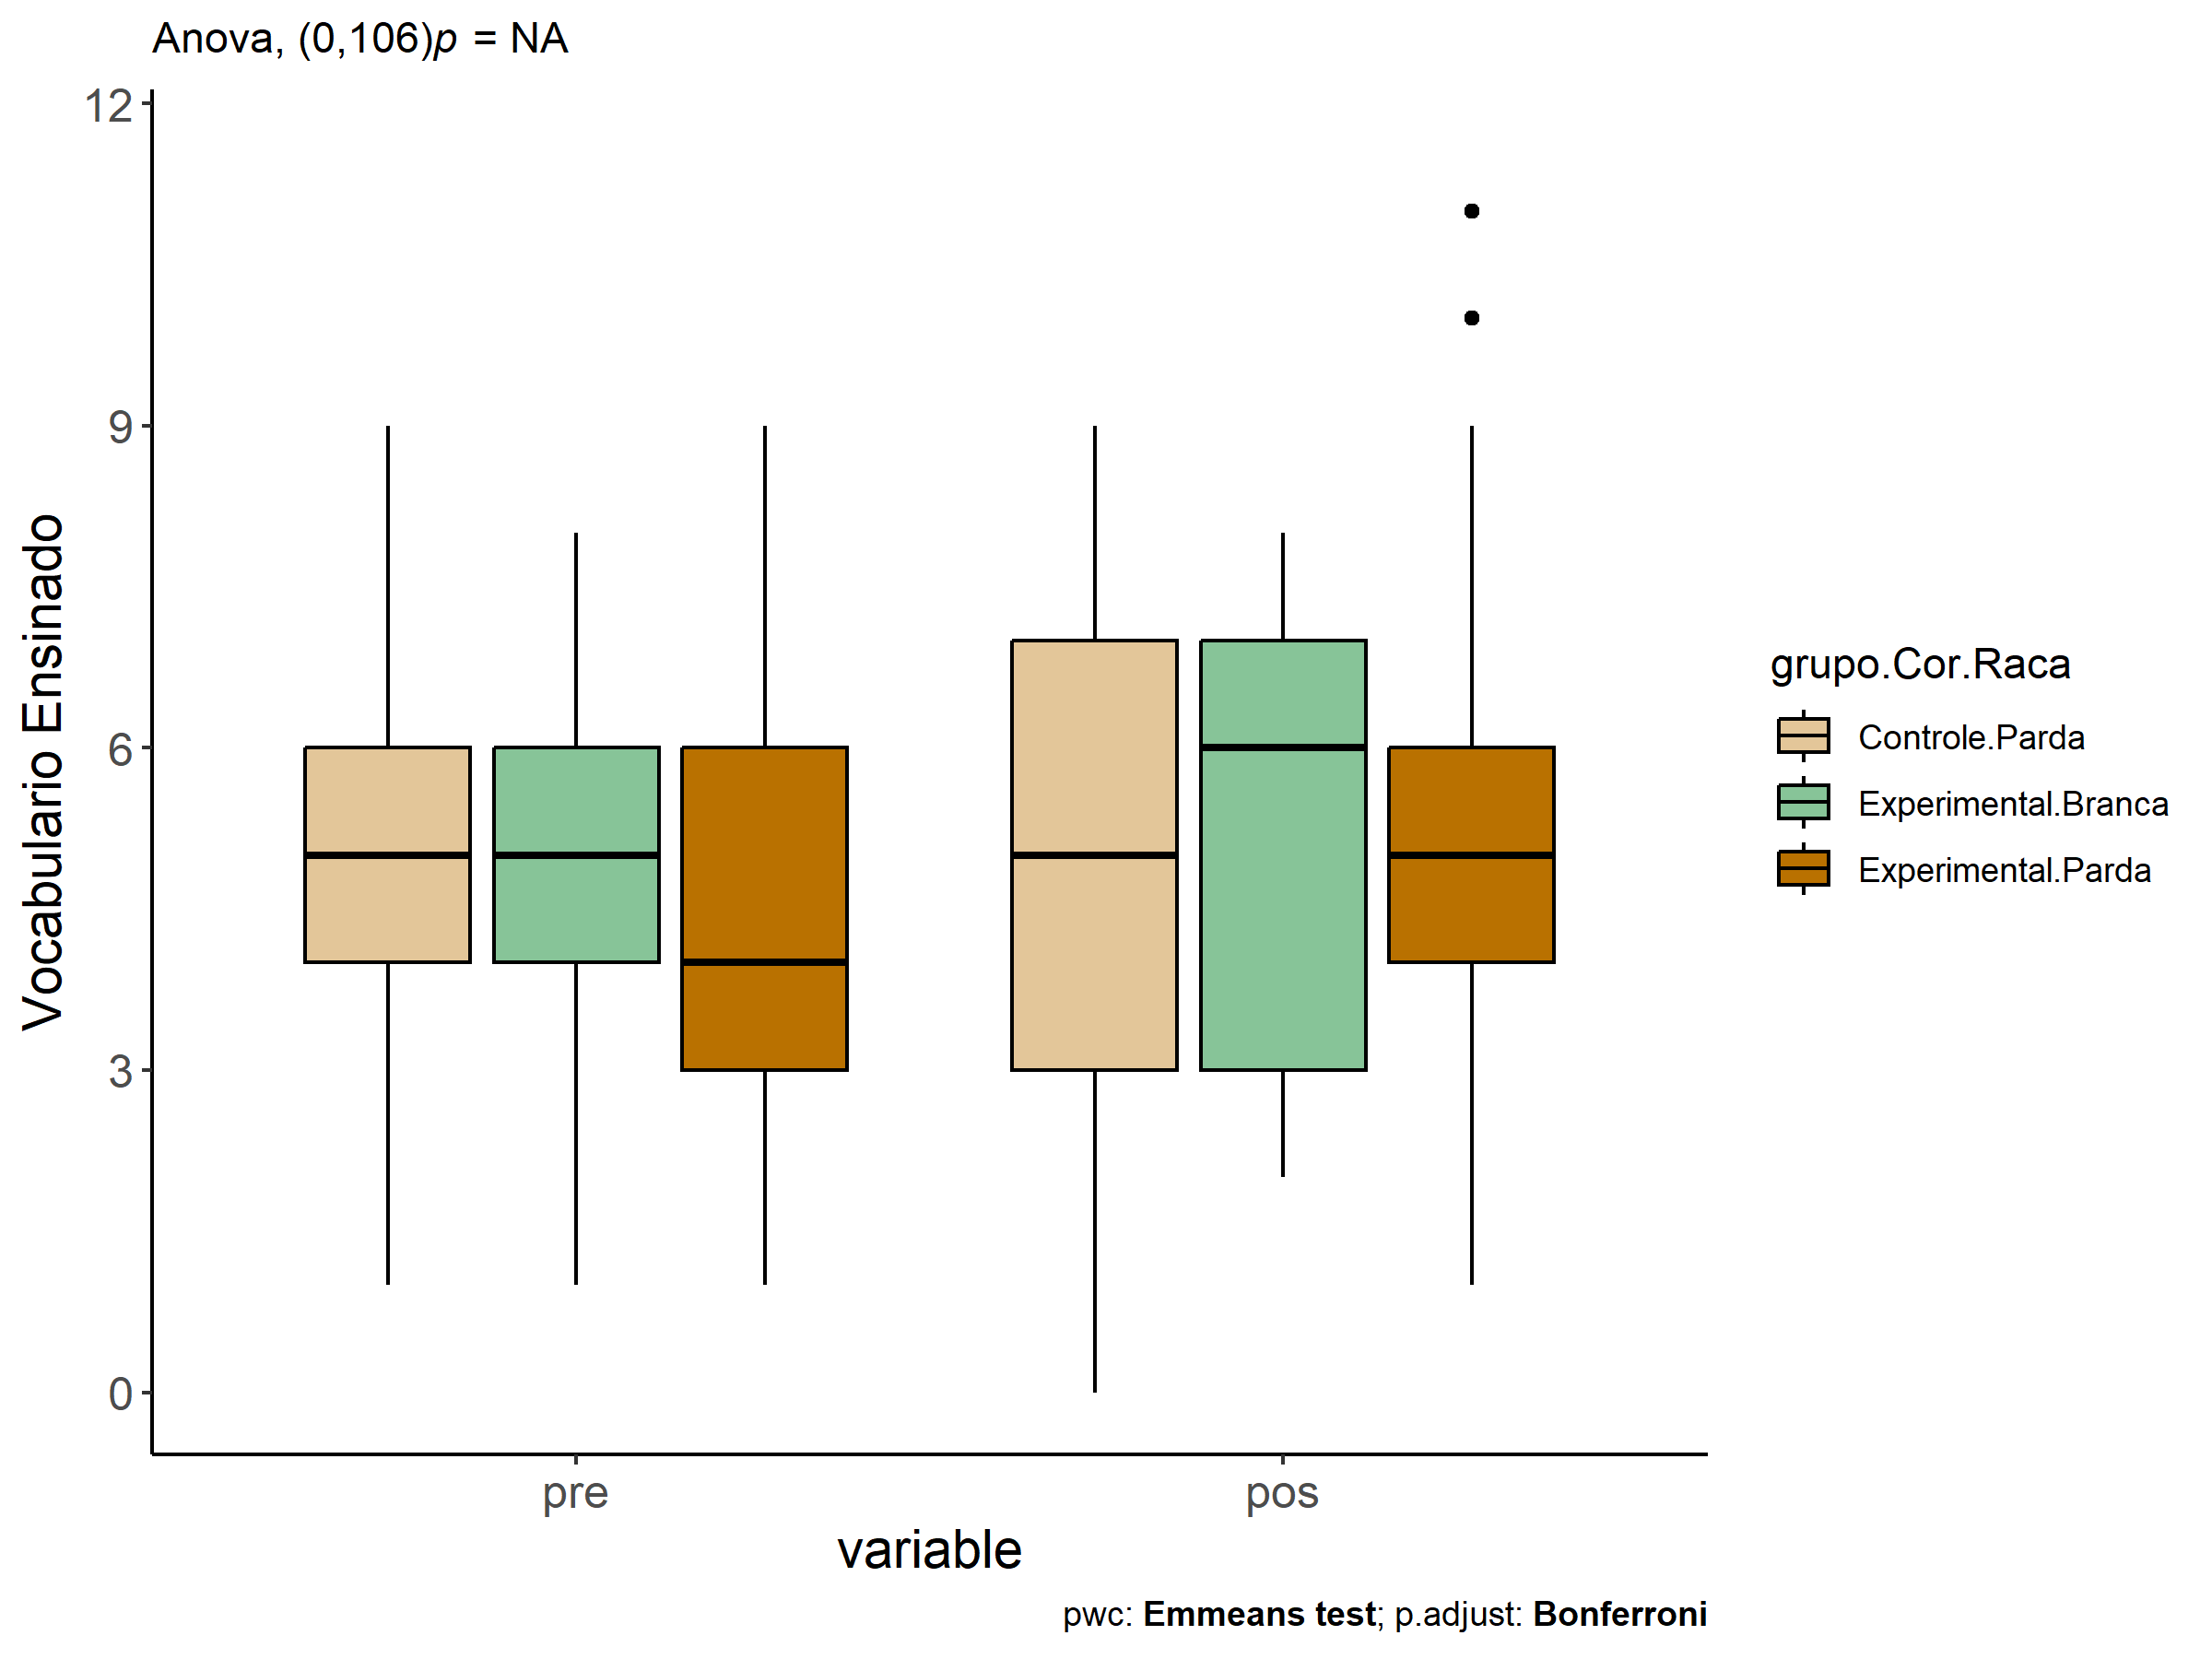 Anova, (0,106)p = NA
12
9
6
3
0
Vocabulario Ensinado
pre
pos
variable
grupo.Cor.Raca
Controle.Parda
Experimental.Branca
Experimental.Parda
pwc: Emmeans test; p.adjust: Bonferroni